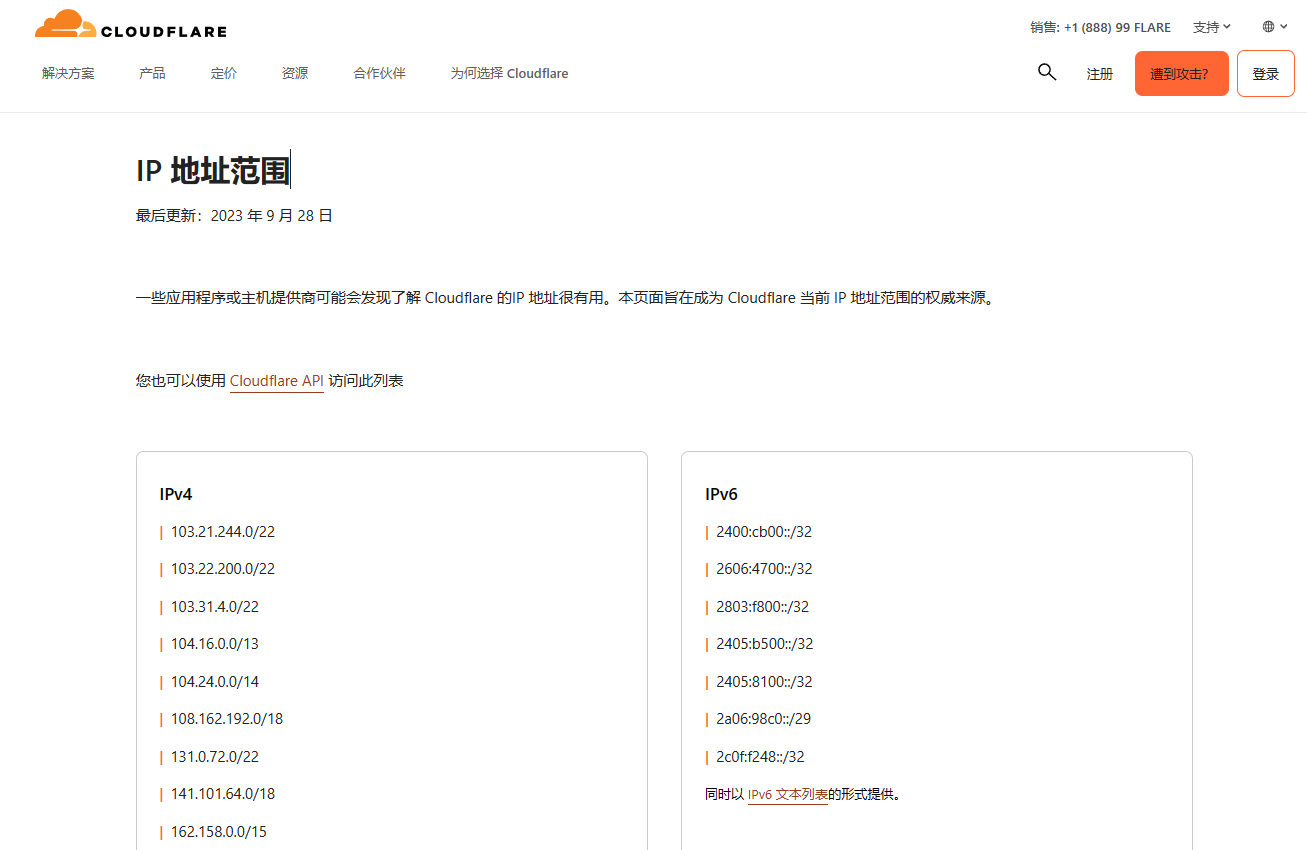 CLOUDFLARE
销售: +1 (888) 99 FLARE
支持
解决方案
产品
定价
资源
合作伙伴
为何选择 Cloudflare
注册
遭到攻击?
登录
IP 地址范围
最后更新：2023 年 9 月 28 日
一些应用程序或主机提供商可能会发现了解 Cloudflare 的IP 地址很有用。本页面旨在成为 Cloudflare 当前 IP 地址范围的权威来源。
您也可以使用 Cloudflare API 访问此列表
IPv4
103.21.244.0/22
103.22.200.0/22
103.31.4.0/22
104.16.0.0/13
104.24.0.0/14
108.162.192.0/18
131.0.72.0/22
141.101.64.0/18
162.158.0.0/15
IPv6
2400:cb00::/32
2606:4700::/32
2803:f800::/32
2405:b500::/32
2405:8100::/32
2a06:98c0::/29
2c0f:f248::/32
同时以 IPv6 文本列表的形式提供。